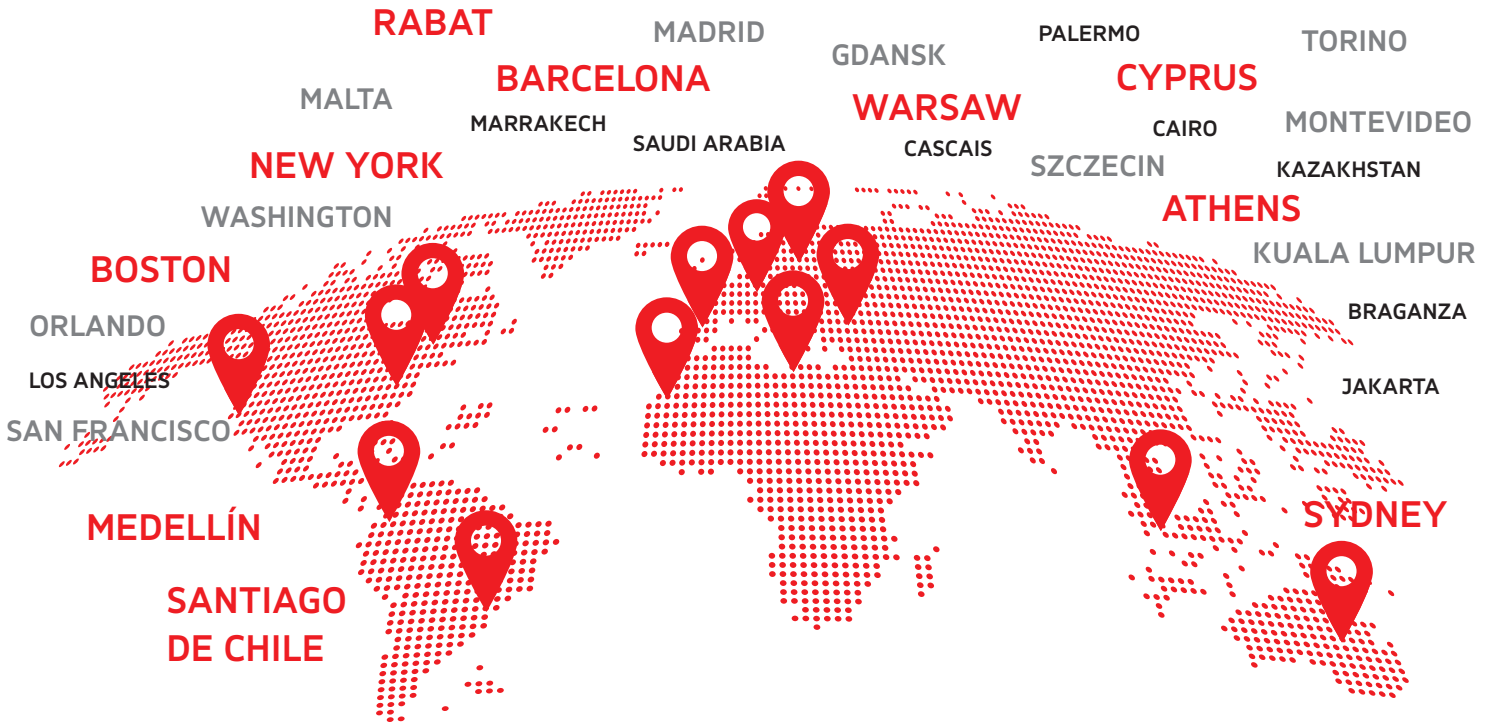 RABAT
MADRID
PALERMO
TORINO
GDANSK
BARCELONA
CYPRUS
MALTA
WARSAW
MARRAKECH
CAIRO
MONTEVIDEO
SAUDI ARABIA
CASCAIS
NEW YORK
SZCZECIN
KAZAKHSTAN
WASHINGTON
ATHENS
KUALA LUMPUR
BOSTON
BRAGANZA
ORLANDO
LOS ANGELES
JAKARTA
SAN FRANCISCO
MEDELLÍN
SYDNEY
SANTIAGO
DE CHILE